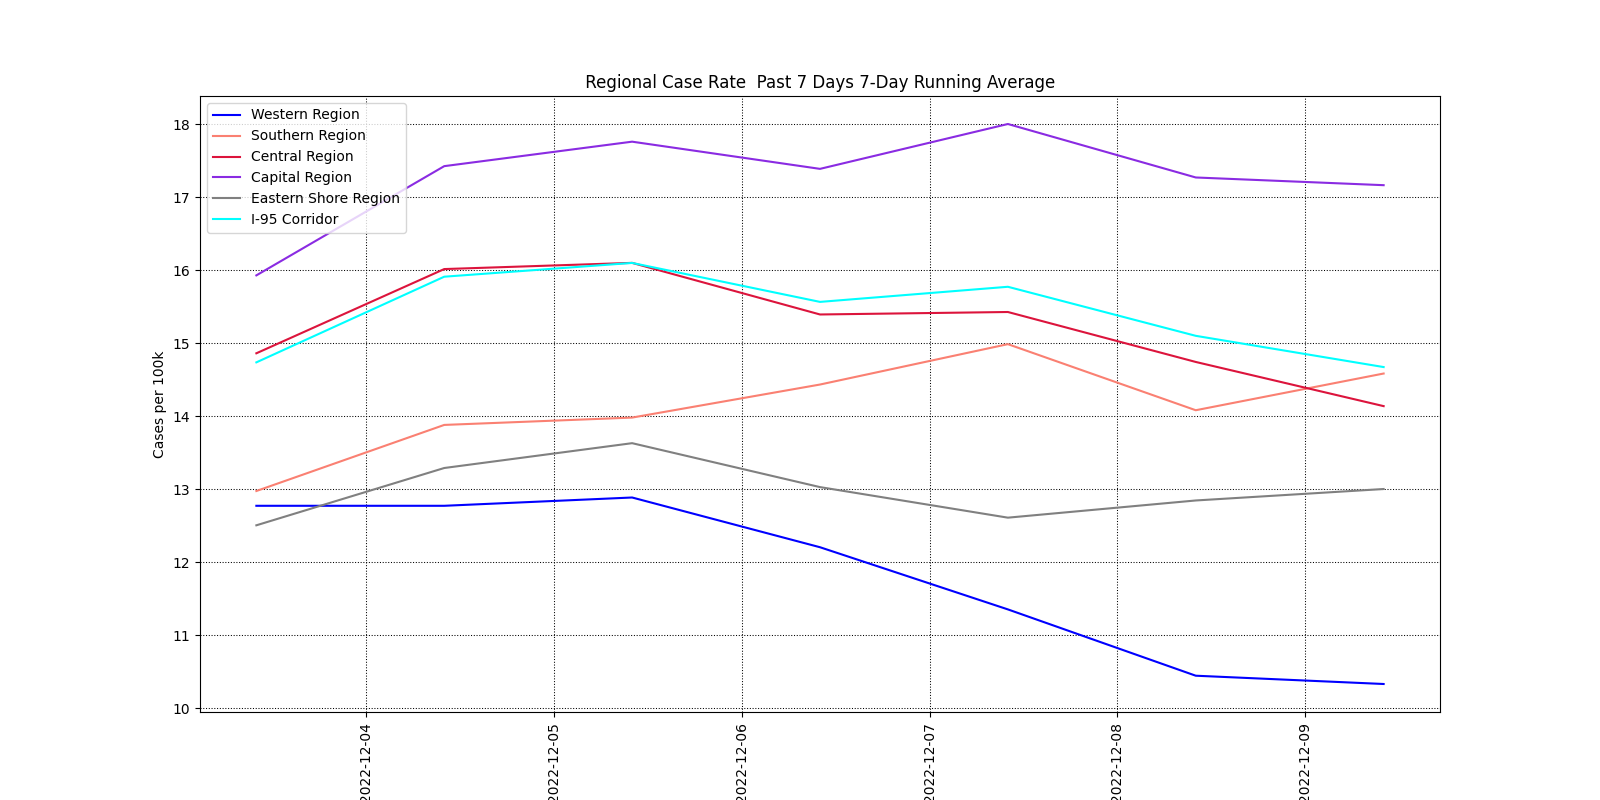 Regional Case Rate  Past 7 Days 7-Day Running Average
Western Region
Southern Region
Central Region
Capital Region
Eastern Shore Region
I-95 Corridor
Cases per 100k
18
17
16
15
14
13
12
11
10
2022-12-04
2022-12-05
2022-12-06
2022-12-07
2022-12-08
2022-12-09